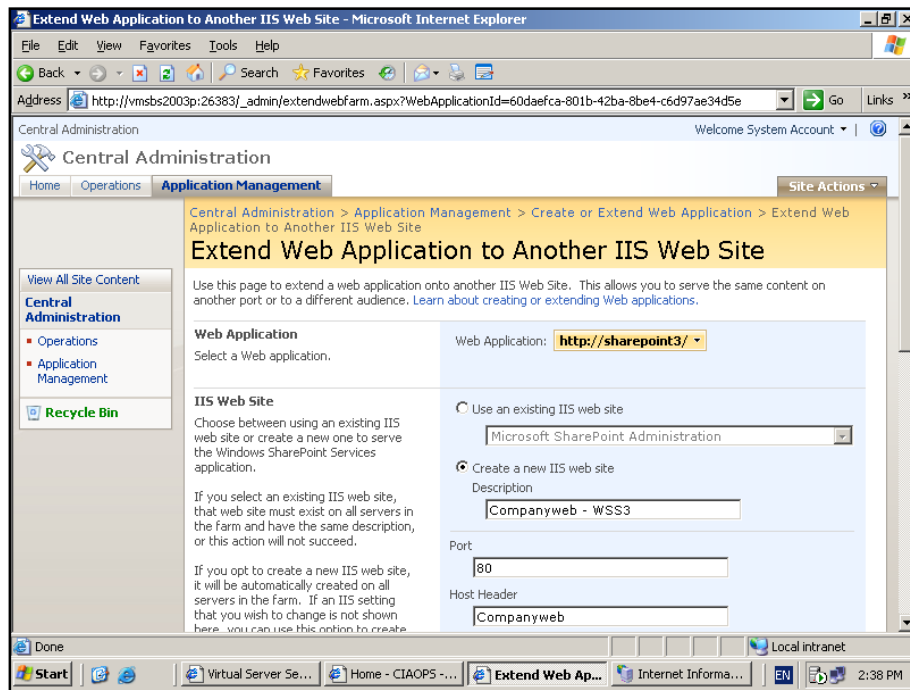 Extend Web Application to Another IIS Web Site - Microsoft Internet Explorer
File Edit View Favorites Tools Help
Back Search Favorites
Address http://vmsbs2003p:26383/_admin/extendwebfarm.aspx?WebApplicationId=60daefca-801b-42ba-8be4-c6d97ae34d5e Go Links »
Central Administration Welcome System Account
Central Administration
Home Operations Application Management Site Actions
Central Administration > Application Management > Create or Extend Web Application > Extend Web
Application to Another IIS Web Site
Extend Web Application to Another IIS Web Site
View All Site Content
Central
Administration
Operations
Application
Management
Recycle Bin
Use this page to extend a web application onto another IIS Web Site. This allows you to serve the same content on
another port or to a different audience. Learn about creating or extending Web applications.
Web Application
Select a Web application.
Web Application: http://sharepoint3/
IIS Web Site
Choose between using an existing IIS
web site or create a new one to serve
the Windows SharePoint Services
application.
If you select an existing IIS web site,
that web site must exist on all servers in
the farm and have the same description,
or this action will not succeed.
If you opt to create a new IIS web site,
it will be automatically created on all
servers in the farm. If an IIS setting
that you wish to change is not shown
here, you can use this option to create
Use an existing IIS web site
Microsoft SharePoint Administration
Create a new IIS web site
Description
Companyweb - WSS3
Port
80
Host Header
Companyweb
Done Local intranet
Start Virtual Server Se... Home - CIAOPS -... Extend Web Ap... Internet Informa... EN 2:38 PM